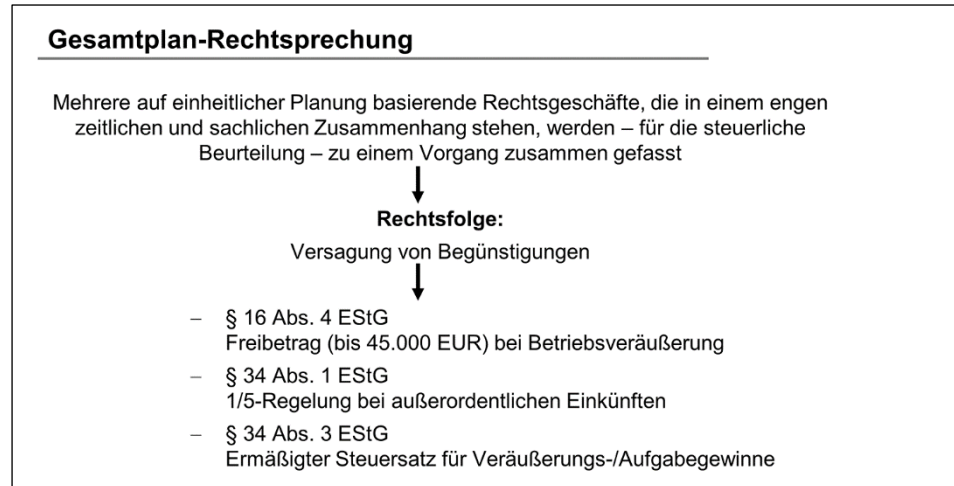 Gesamtplan-Rechtsprechung
Mehrere auf einheitlicher Planung basierende Rechtsgeschäfte, die in einem engen
zeitlichen und sachlichen Zusammenhang stehen, werden – für die steuerliche
Beurteilung – zu einem Vorgang zusammen gefasst
Rechtsfolge:
Versagung von Begünstigungen
– § 16 Abs. 4 EStG
Freibetrag (bis 45.000 EUR) bei Betriebsveräußerung
– § 34 Abs. 1 EStG
1/5-Regelung bei außerordentlichen Einkünften
– § 34 Abs. 3 EStG
Ermäßigter Steuersatz für Veräußerungs-/Aufgabegewinne